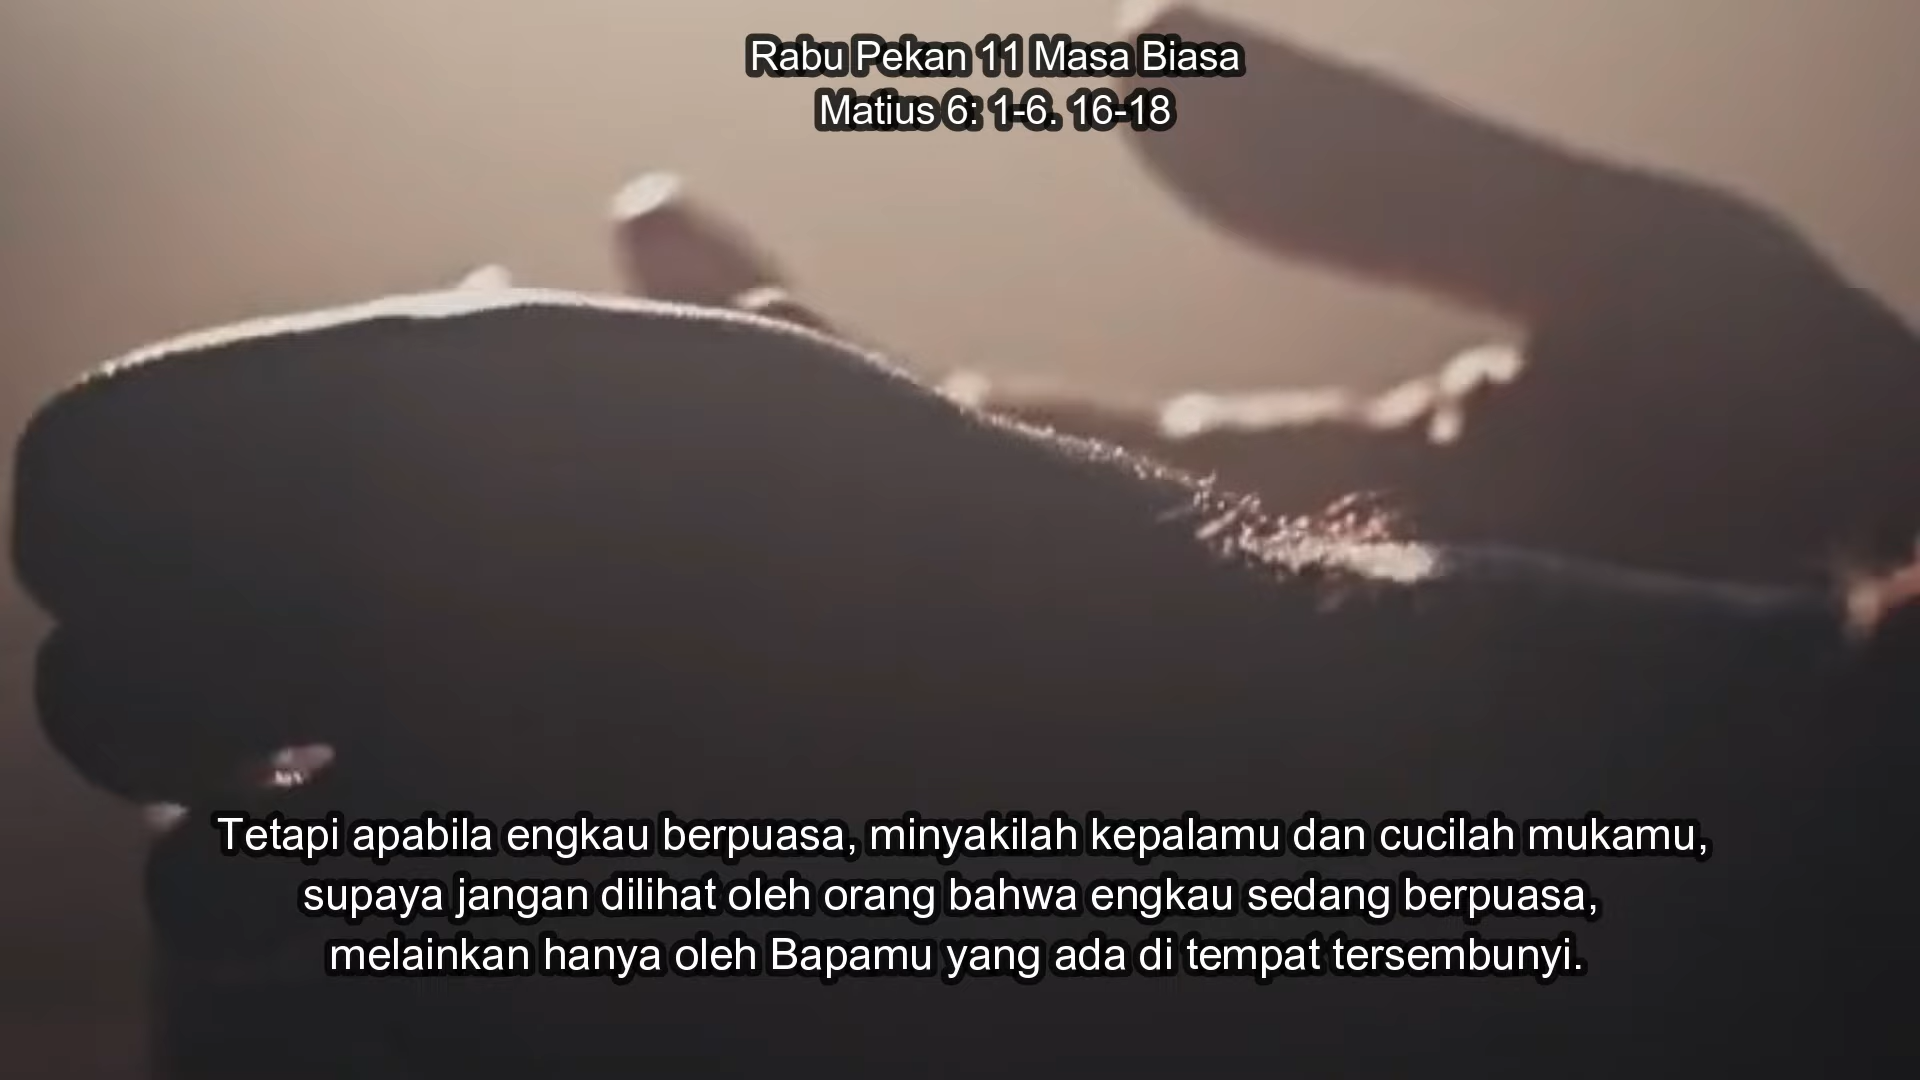 Rabu Pekan 11 Masa Biasa
Matius 6: 1-6. 16-18
Tetapi apabila engkau berpuasa, minyakilah kepalamu dan cucilah mukamu,
supaya jangan dilihat oleh orang bahwa engkau sedang berpuasa,
melainkan hanya oleh Bapamu yang ada di tempat tersembunyi.